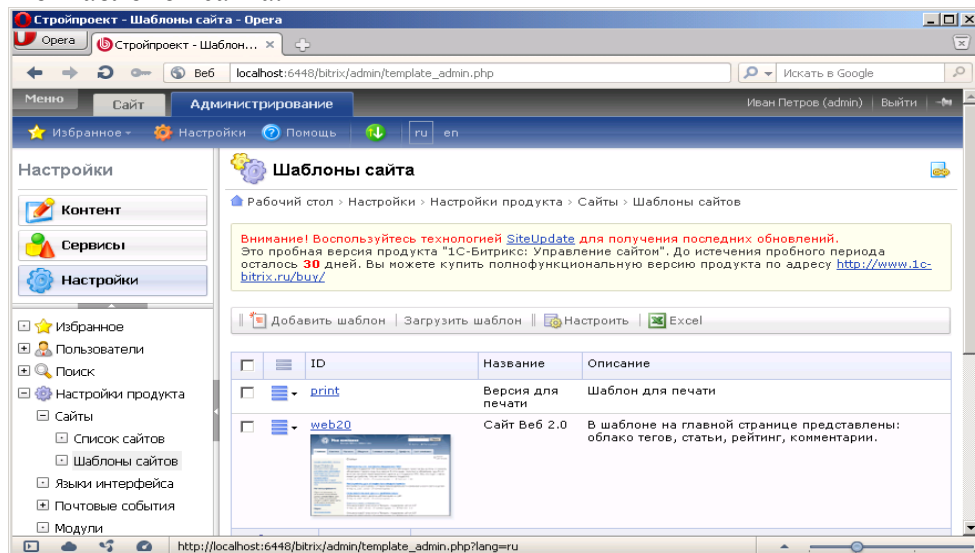 Стройпроект - Шаблоны сайта - Opera
Opera
Стройпроект - Шаблон...
Веб
localhost:6448/bitrix/admin/template_admin.php
Искать в Google
Меню
Сайт
Администрирование
Иван Петров (admin)
Выйти
Избранное
Настройки
Помощь
ru
en
Настройки
Контент
Сервисы
Настройки
Избранное
Пользователи
Поиск
Настройки продукта
Сайты
Список сайтов
Шаблоны сайтов
Языки интерфейса
Почтовые события
Модули
Шаблоны сайта
Рабочий стол › Настройки › Настройки продукта › Сайты › Шаблоны сайтов
Внимание! Воспользуйтесь технологией SiteUpdate для получения последних обновлений.
Это пробная версия продукта "1С-Битрикс: Управление сайтом". До истечения пробного периода
осталось 30 дней. Вы можете купить полнофункциональную версию продукта по адресу http://www.1c-
bitrix.ru/buy/
Добавить шаблон
Загрузить шаблон
Настроить
Excel
ID Название Описание
print Версия для Шаблон для печати
печати
web20 Сайт Веб 2.0 В шаблоне на главной странице представлены:
облако тегов, статьи, рейтинг, комментарии.
http://localhost:6448/bitrix/admin/template_admin.php?lang=ru